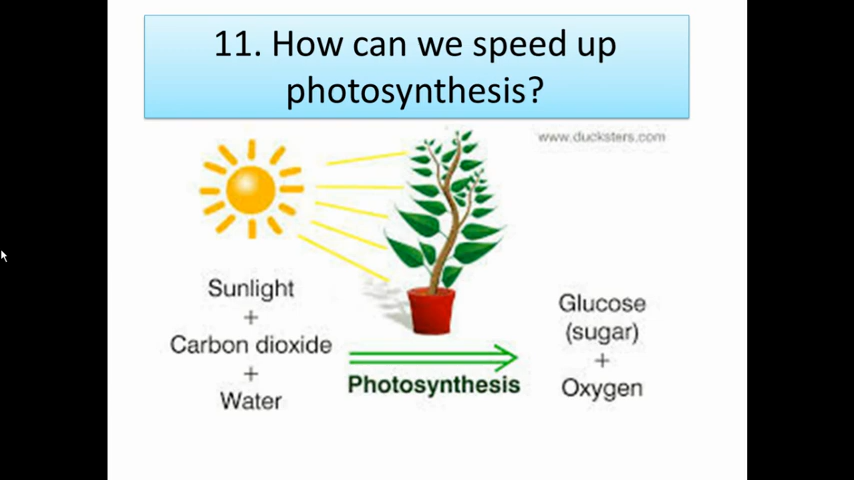 11. How can we speed up
photosynthesis?
www.ducksters.com
Sunlight
+
Carbon dioxide
+
Water
Photosynthesis
Glucose
(sugar)
+
Oxygen